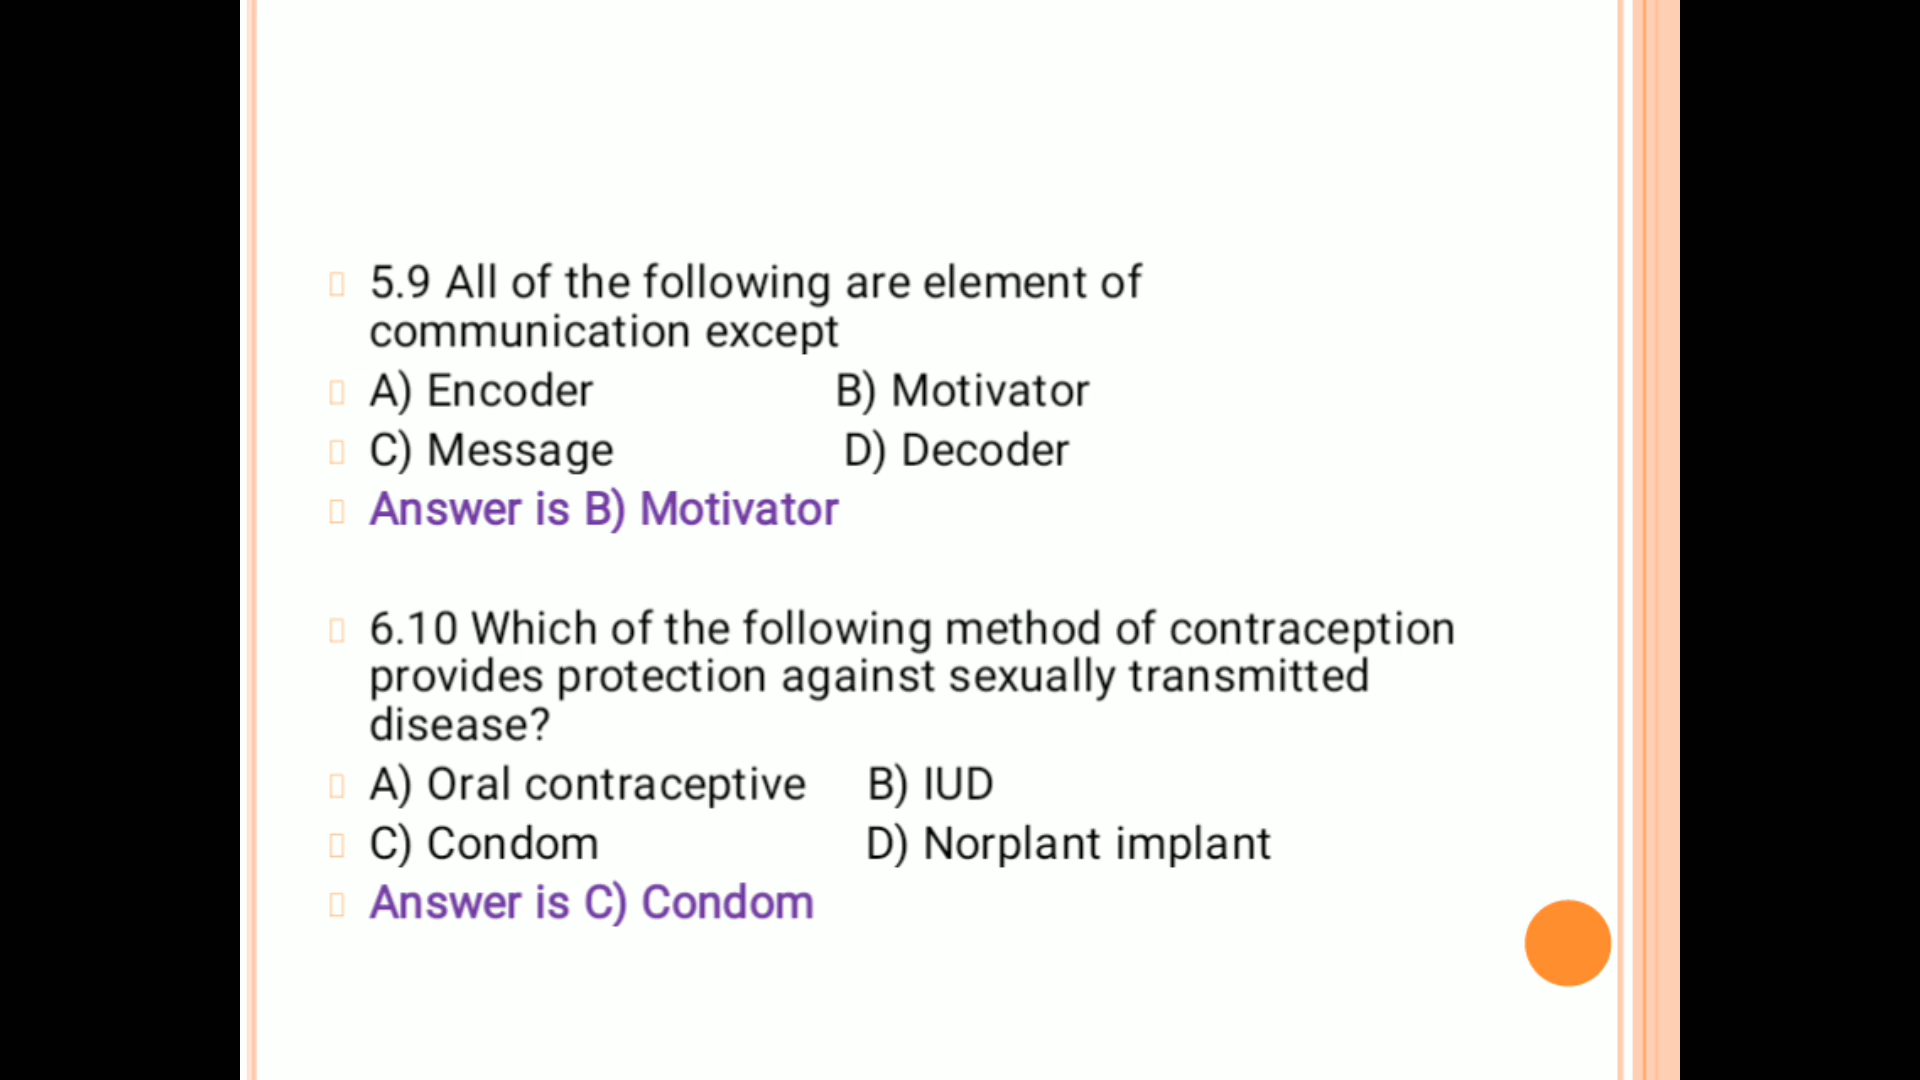 5.9 All of the following are element of
communication except
A) Encoder B) Motivator
C) Message D) Decoder
Answer is B) Motivator
6.10 Which of the following method of contraception
provides protection against sexually transmitted
disease?
A) Oral contraceptive B) IUD
C) Condom D) Norplant implant
Answer is C) Condom